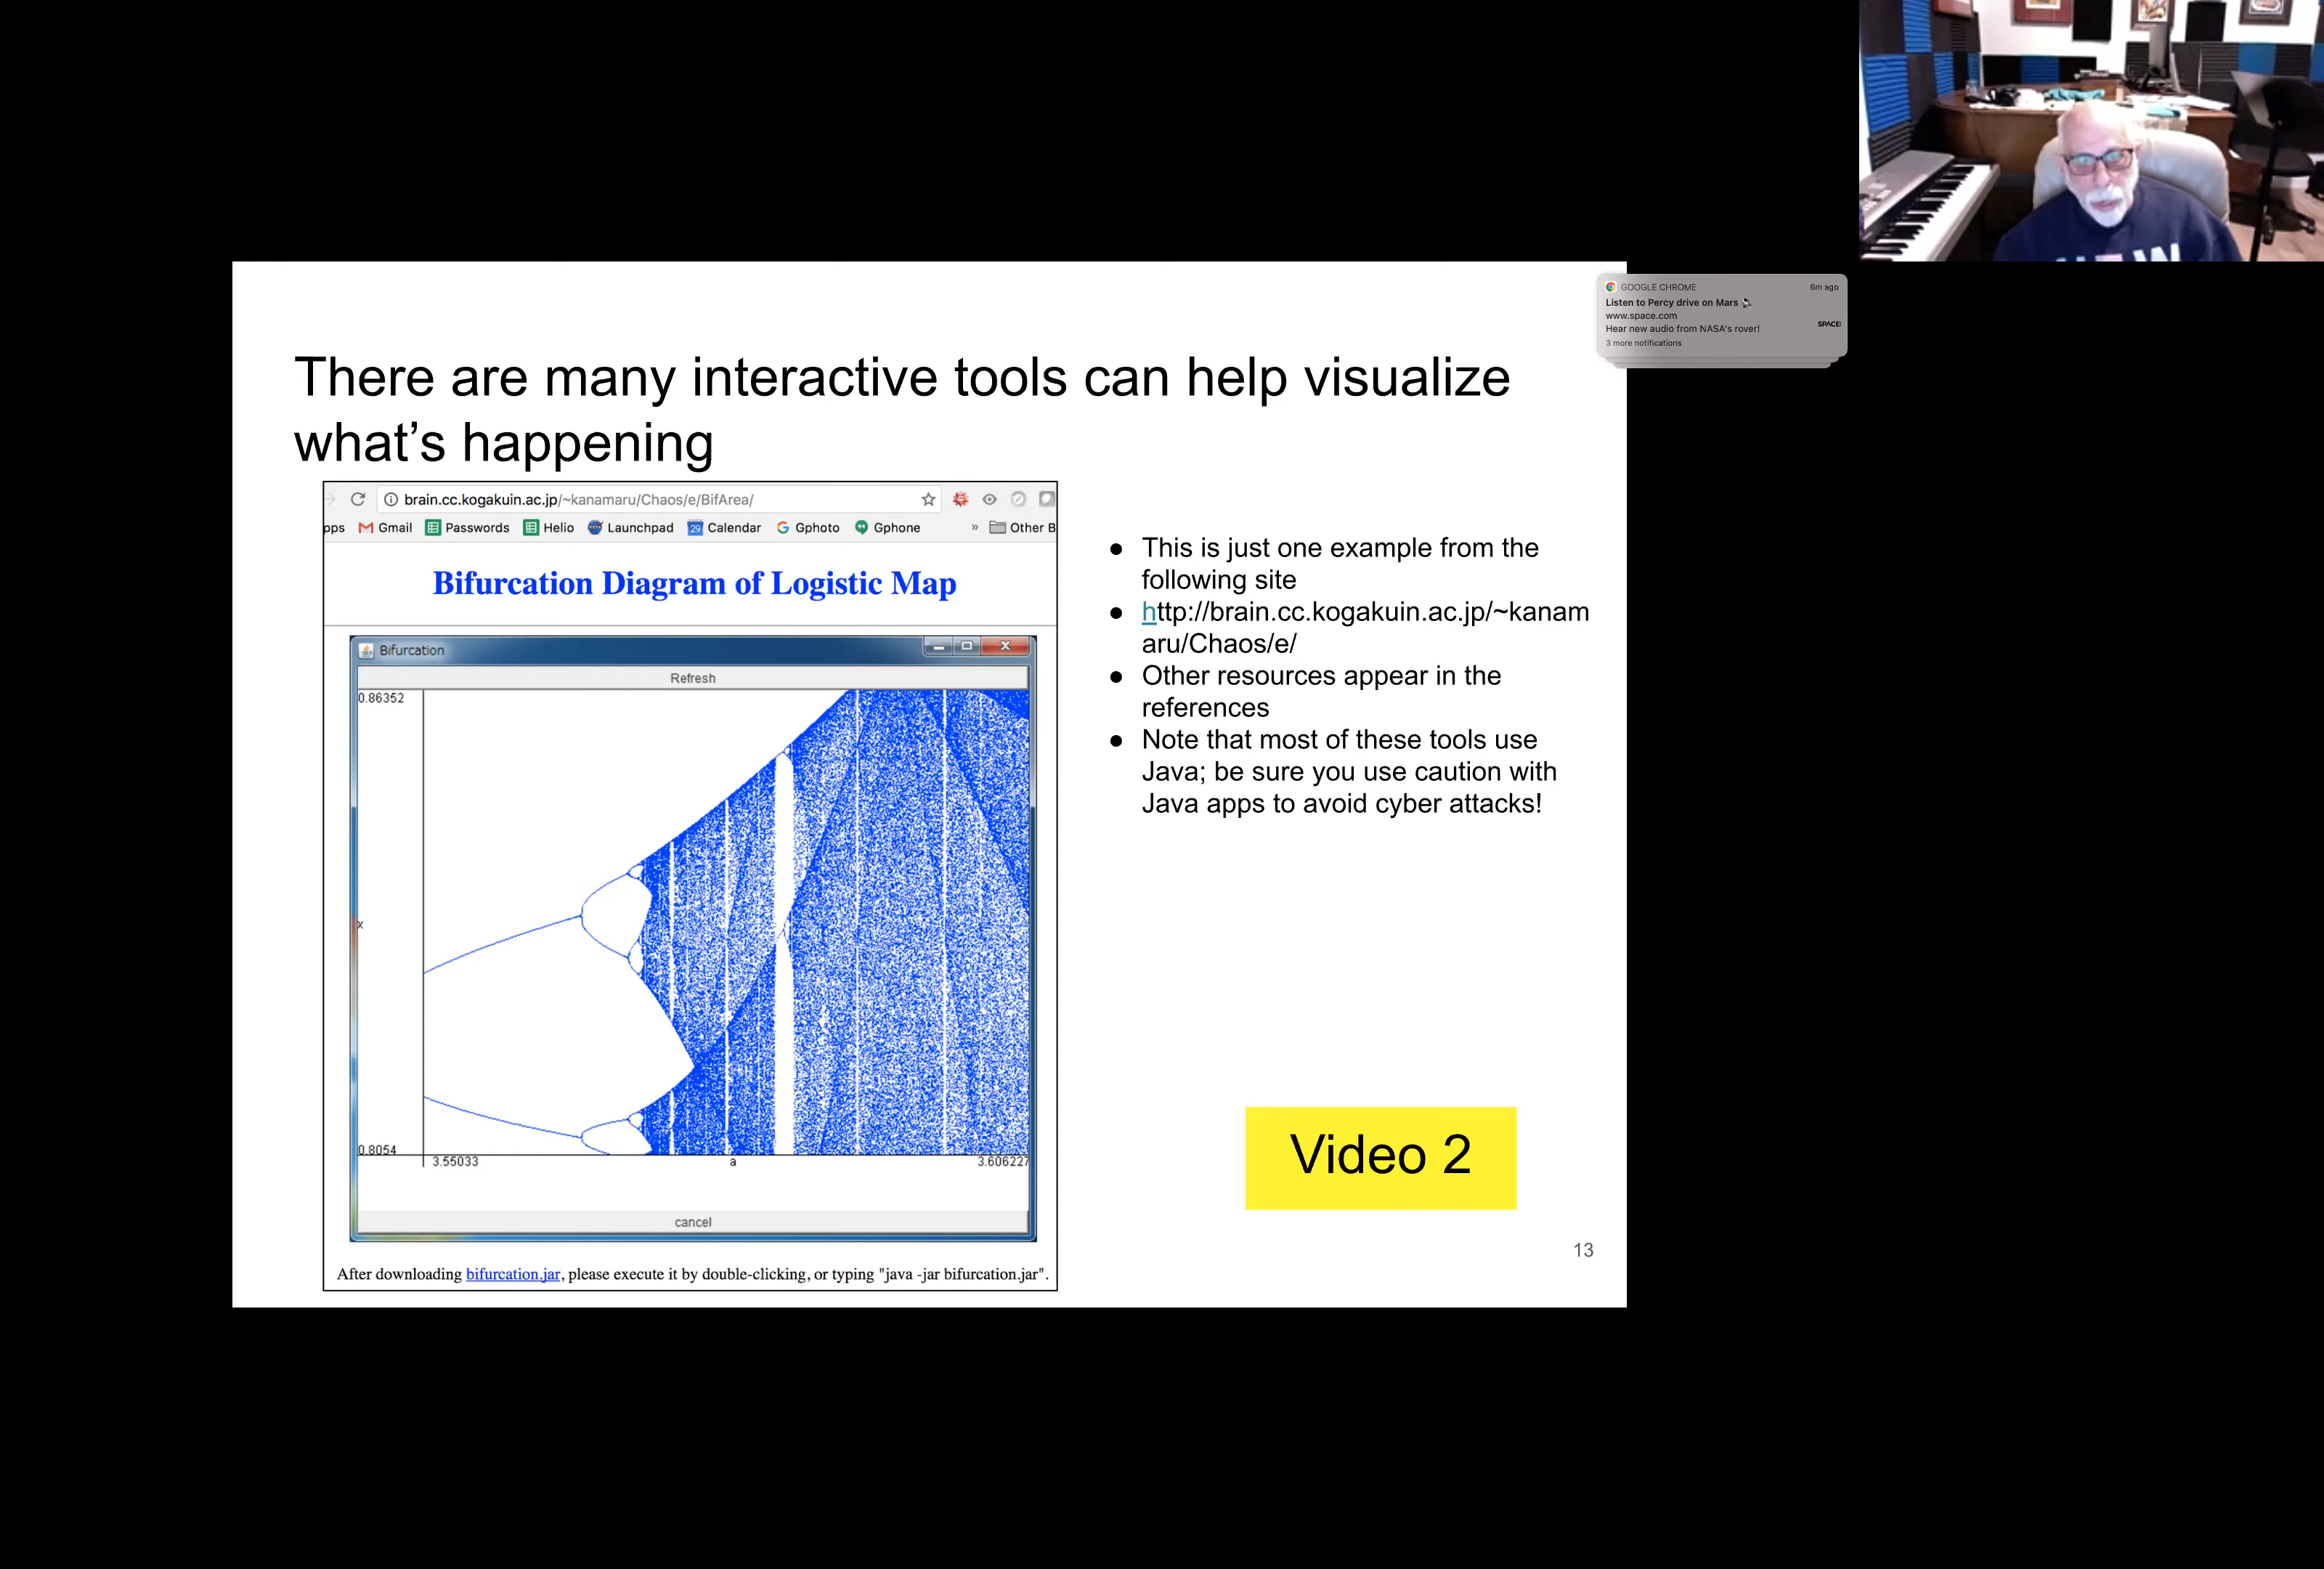 GOOGLE CHROME 6m ago
Listen to Percy drive on Mars
www.space.com
Hear new audio from NASA's rover!
SPACE
3 more notifications
There are many interactive tools can help visualize
what's happening
brain.cc.kogakuin.ac.jp/~kanamaru/Chaos/e/BifArea/
pps Gmail Passwords Helio Launchpad 29 Calendar Gphoto Gphone » Other B
Bifurcation Diagram of Logistic Map
Bifurcation
Refresh
0.86352
x
0.8054
3.55033 a 3.606227
cancel
After downloading bifurcation.jar, please execute it by double-clicking, or typing "java -jar bifurcation.jar".
● This is just one example from the
following site
● http://brain.cc.kogakuin.ac.jp/~kanam
aru/Chaos/e/
● Other resources appear in the
references
● Note that most of these tools use
Java; be sure you use caution with
Java apps to avoid cyber attacks!
Video 2
13